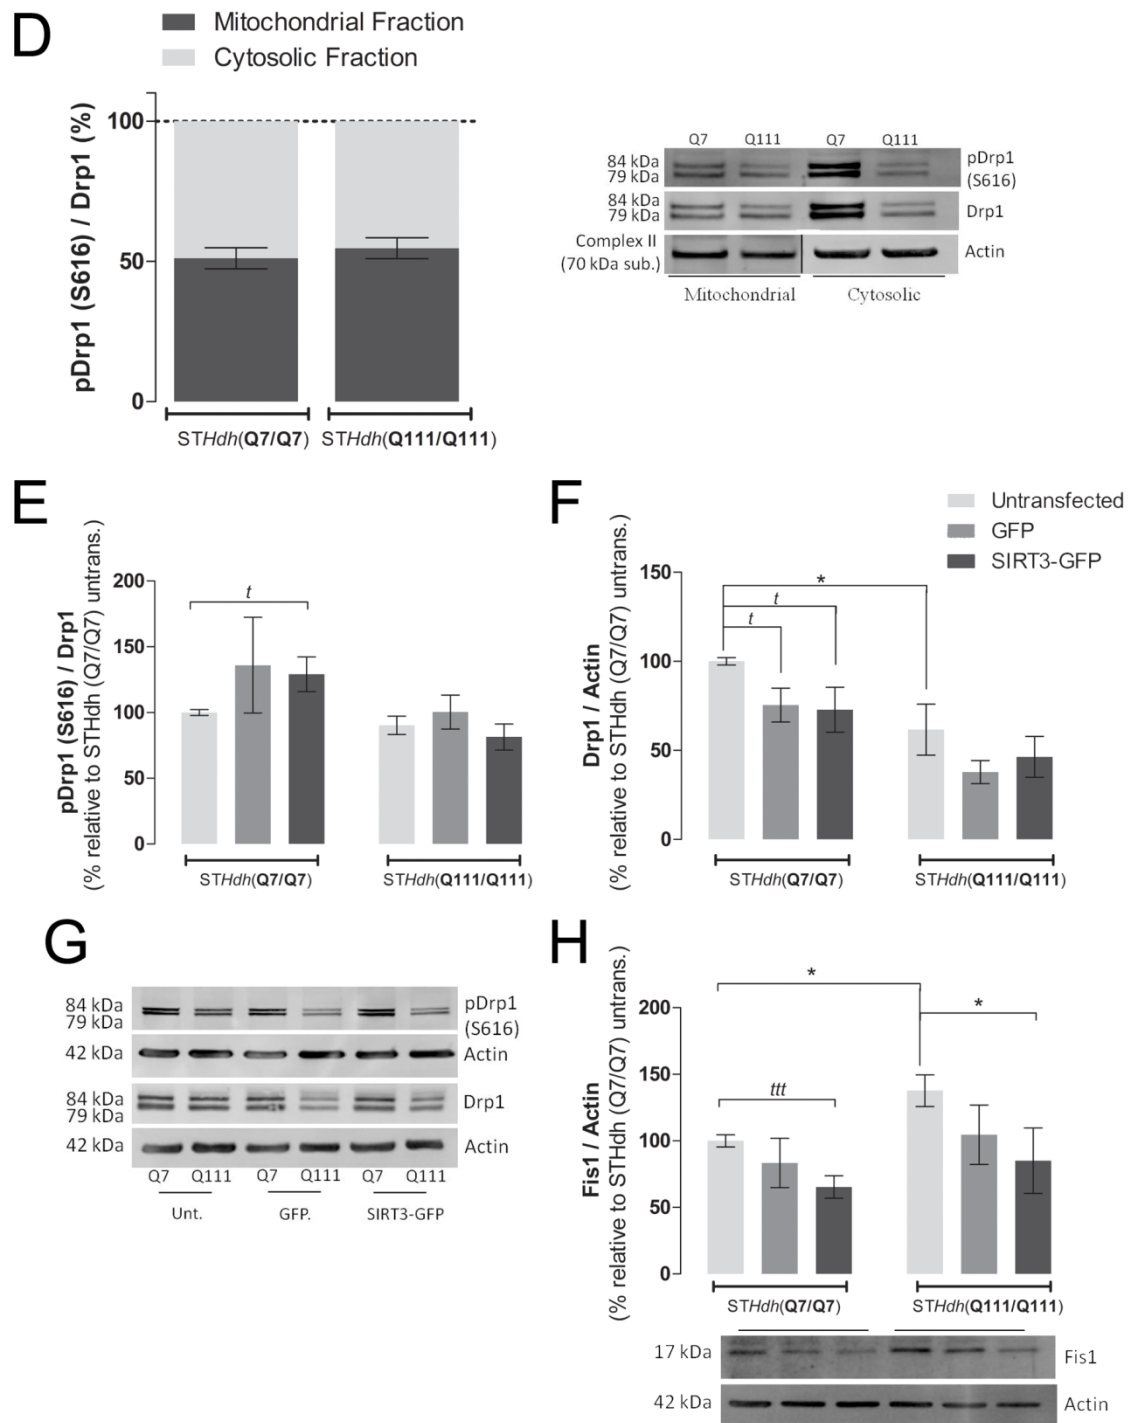 D
Mitochondrial Fraction
Cytosolic Fraction
pDrp1 (S616) / Drp1 (%)
100
50
0
STHdh(Q7/Q7) STHdh(Q111/Q111)
Q7 Q111 Q7 Q111
84 kDa
79 kDa
pDrp1
(S616)
84 kDa
79 kDa
Drp1
Complex II
(70 kDa sub.)
Actin
Mitochondrial Cytosolic
E
pDrp1 (S616) / Drp1
(% relative to STHdh (Q7/Q7) untrans.)
200
150
100
50
0
t
STHdh(Q7/Q7) STHdh(Q111/Q111)
F
Untransfected
GFP
SIRT3-GFP
Drp1 / Actin
(% relative to STHdh (Q7/Q7) untrans.)
150
100
50
0
*
t
t
STHdh(Q7/Q7) STHdh(Q111/Q111)
G
84 kDa
79 kDa
pDrp1
(S616)
42 kDa Actin
84 kDa
79 kDa
Drp1
42 kDa Actin
Q7 Q111 Q7 Q111 Q7 Q111
Unt. GFP. SIRT3-GFP
H
Fis1 / Actin
(% relative to STHdh (Q7/Q7) untrans.)
200
150
100
50
0
*
*
ttt
STHdh(Q7/Q7) STHdh(Q111/Q111)
17 kDa Fis1
42 kDa Actin